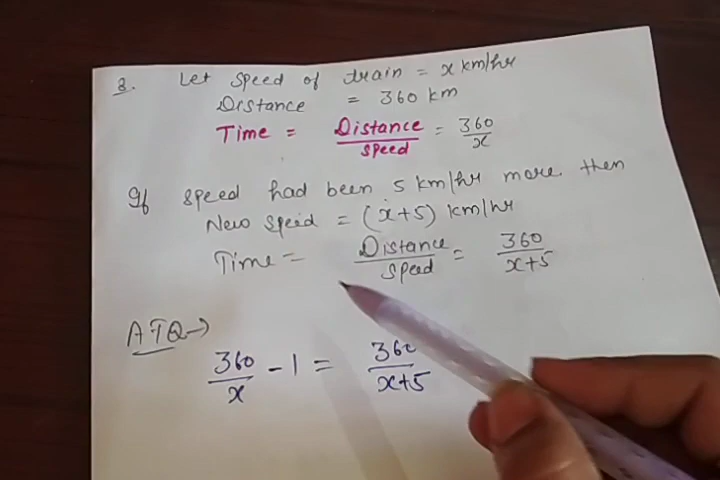 3. Let speed of train = x km/hr
Distance = 360 km
Time = Distance/speed = 360/x
If speed had been 5 km/hr more then
New speed = (x+5) km/hr
Time = Distance/speed = 360/x+5
ATQ→
360/x - 1 = 360/x+5